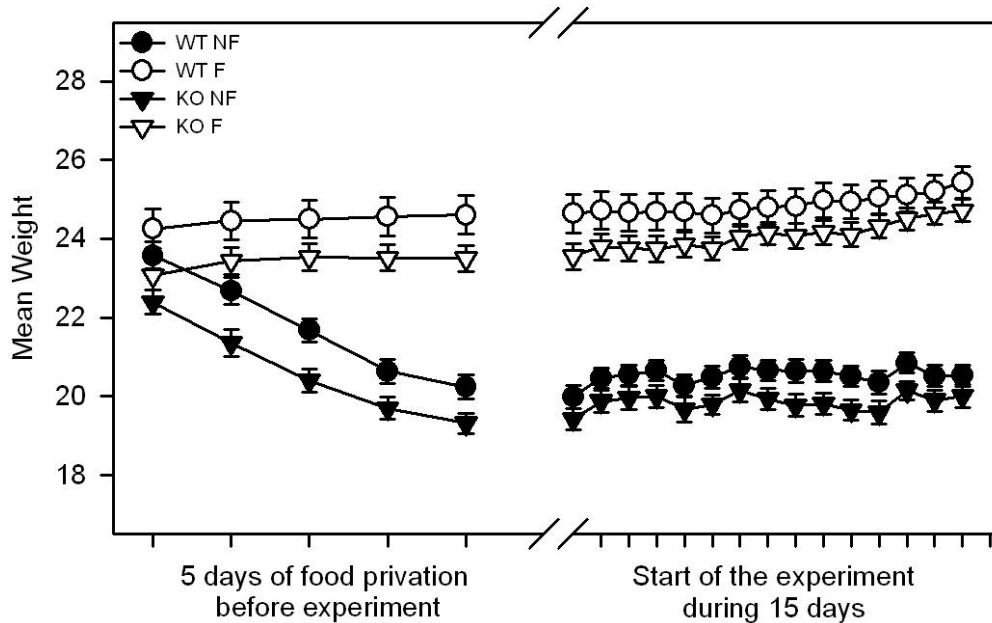 WT NF
WT F
KO NF
KO F
Mean Weight
28
26
24
22
20
18
5 days of food privation
before experiment
Start of the experiment
during 15 days